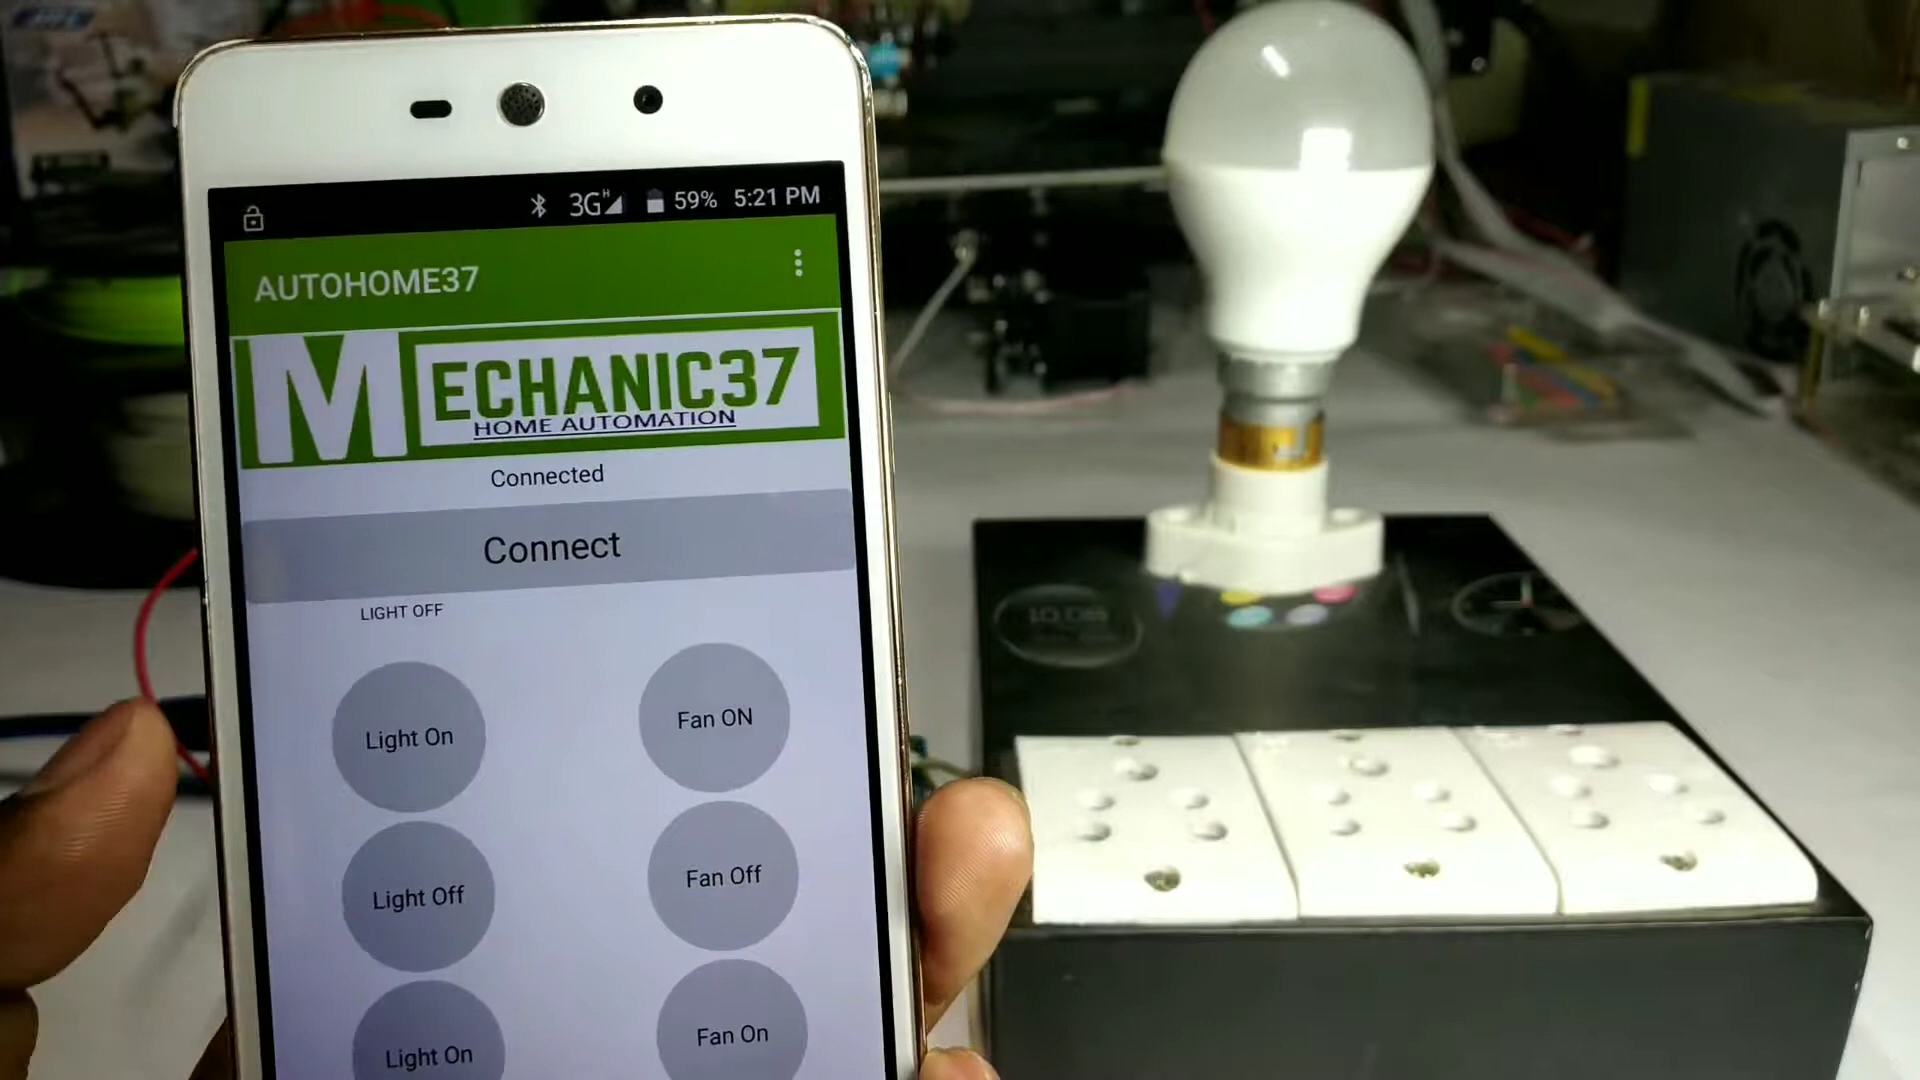 3G H 59% 5:21 PM
AUTOHOME37
MECHANIC37
HOME AUTOMATION
Connected
Connect
LIGHT OFF
Light On
Fan ON
Light Off
Fan Off
Light On
Fan On